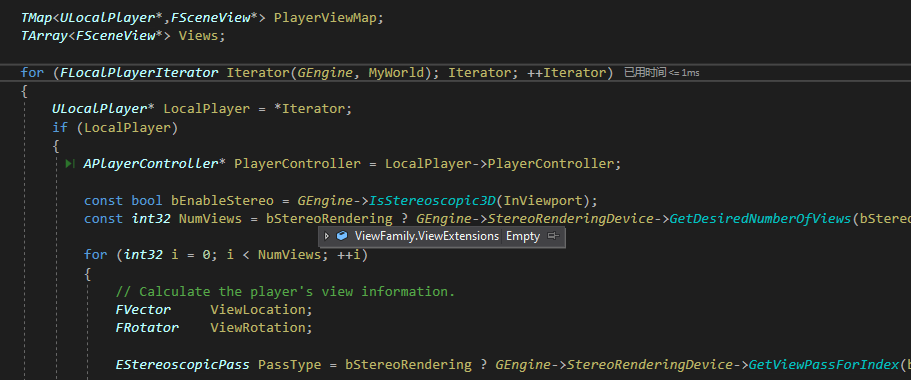 TMap<ULocalPlayer*,FSceneView*> PlayerViewMap;
TArray<FSceneView*> Views;
for (FLocalPlayerIterator Iterator(GEngine, MyWorld); Iterator; ++Iterator) 已用时间 <= 1ms
{
ULocalPlayer* LocalPlayer = *Iterator;
if (LocalPlayer)
{
APlayerController* PlayerController = LocalPlayer->PlayerController;
const bool bEnableStereo = GEngine->IsStereoscopic3D(InViewport);
const int32 NumViews = bStereoRendering ? GEngine->StereoRenderingDevice->GetDesiredNumberOfViews(bStereo
ViewFamily.ViewExtensions Empty
for (int32 i = 0; i < NumViews; ++i)
{
// Calculate the player's view information.
FVector ViewLocation;
FRotator ViewRotation;
EStereoscopicPass PassType = bStereoRendering ? GEngine->StereoRenderingDevice->GetViewPassForIndex(b